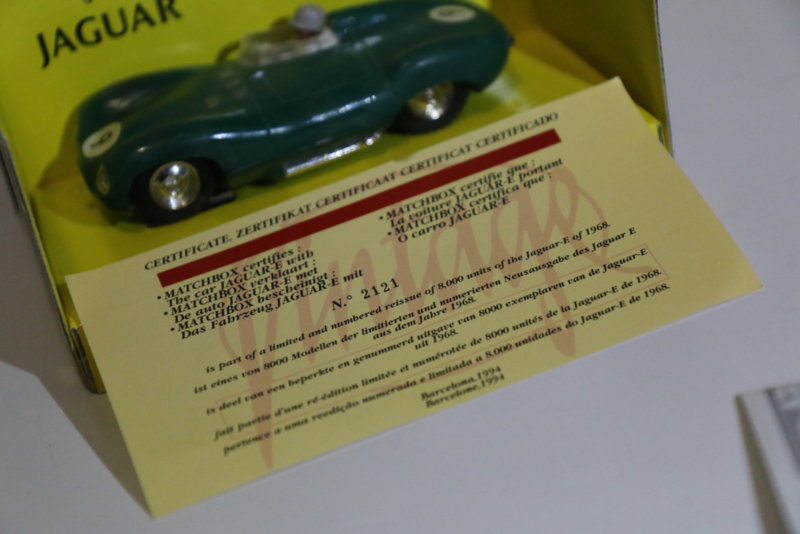 JAGUAR
CERTIFICATE, ZERTIFIKAT CERTIFICAAT CERTIFICAT CERTIFICADO
• MATCHBOX certifies :
The car JAGUAR-E with
• MATCHBOX verklaart :
De auto JAGUAR-E met
• MATCHBOX bescheinigt :
Das Fahrzeug JAGUAR-E mit
• MATCHBOX certifie que :
La voiture JAGUAR-E portant
• MATCHBOX certifica que :
O carro JAGUAR-E
N.° 2121
Vintage
is part of a limited and numbered reissue of 8,000 units of the Jaguar-E of 1968.
ist eines von 8000 Modellen der limitierten und numerierten Neusausgabe des Jaguar E
aus dem Jahre 1968.
is deel van een beperkte en genummerd uitgave van 8000 exemplaren van de Jaguar-E
uit 1968.
fait partie d'une ré-édition limitée et numérotée de 8000 unités de la Jaguar-E de 1968.
pertence a uma reedição numerada e limitada a 8.000 unidades do Jaguar-E de 1968.
Barcelona, 1994
Barcelone, 1994